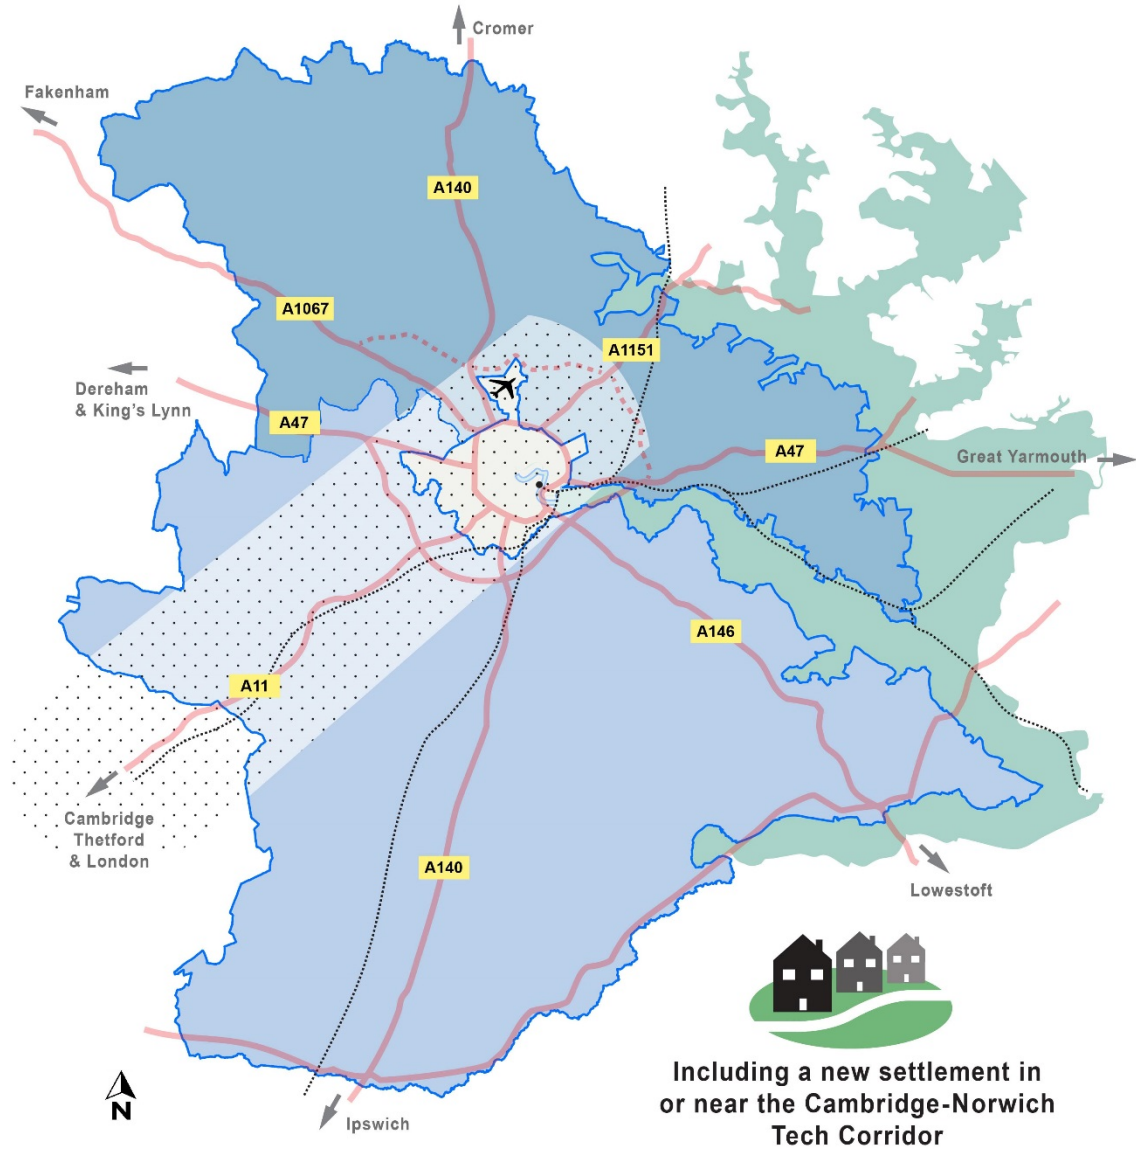 Cromer
Fakenham
A140
A1067
A1151
Dereham
& King's Lynn
A47
A47
Great Yarmouth
A146
A11
Cambridge
Thetford
& London
A140
Lowestoft
Including a new settlement in
or near the Cambridge-Norwich
Tech Corridor
N
Ipswich